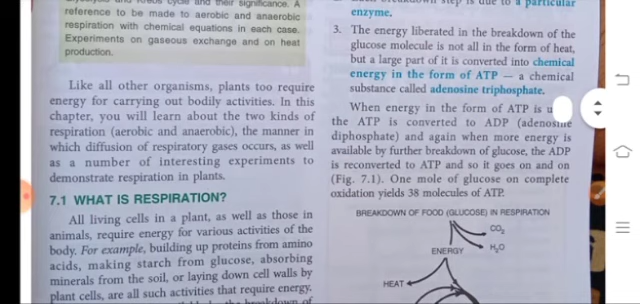 reference to be made to aerobic and anaerobic
respiration with chemical equations in each case.
Experiments on gaseous exchange and on heat
production.
Like all other organisms, plants too require
energy for carrying out bodily activities. In this
chapter, you will learn about the two kinds of
respiration (aerobic and anaerobic), the manner in
which diffusion of respiratory gases occurs, as well
as a number of interesting experiments to
demonstrate respiration in plants.
7.1 WHAT IS RESPIRATION?
All living cells in a plant, as well as those in
animals, require energy for various activities of the
body. For example, building up proteins from amino
acids, making starch from glucose, absorbing
minerals from the soil, or laying down cell walls by
plant cells, are all such activities that require energy.
step is due to a particular
enzyme.
3. The energy liberated in the breakdown of the
glucose molecule is not all in the form of heat,
but a large part of it is converted into chemical
energy in the form of ATP — a chemical
substance called adenosine triphosphate.
When energy in the form of ATP is
the ATP is converted to ADP (adenosine
diphosphate) and again when more energy is
available by further breakdown of glucose, the ADP
is reconverted to ATP and so it goes on and on
(Fig. 7.1). One mole of glucose on complete
oxidation yields 38 molecules of ATP.
BREAKDOWN OF FOOD (GLUCOSE) IN RESPIRATION
CO₂
H₂O
ENERGY
HEAT